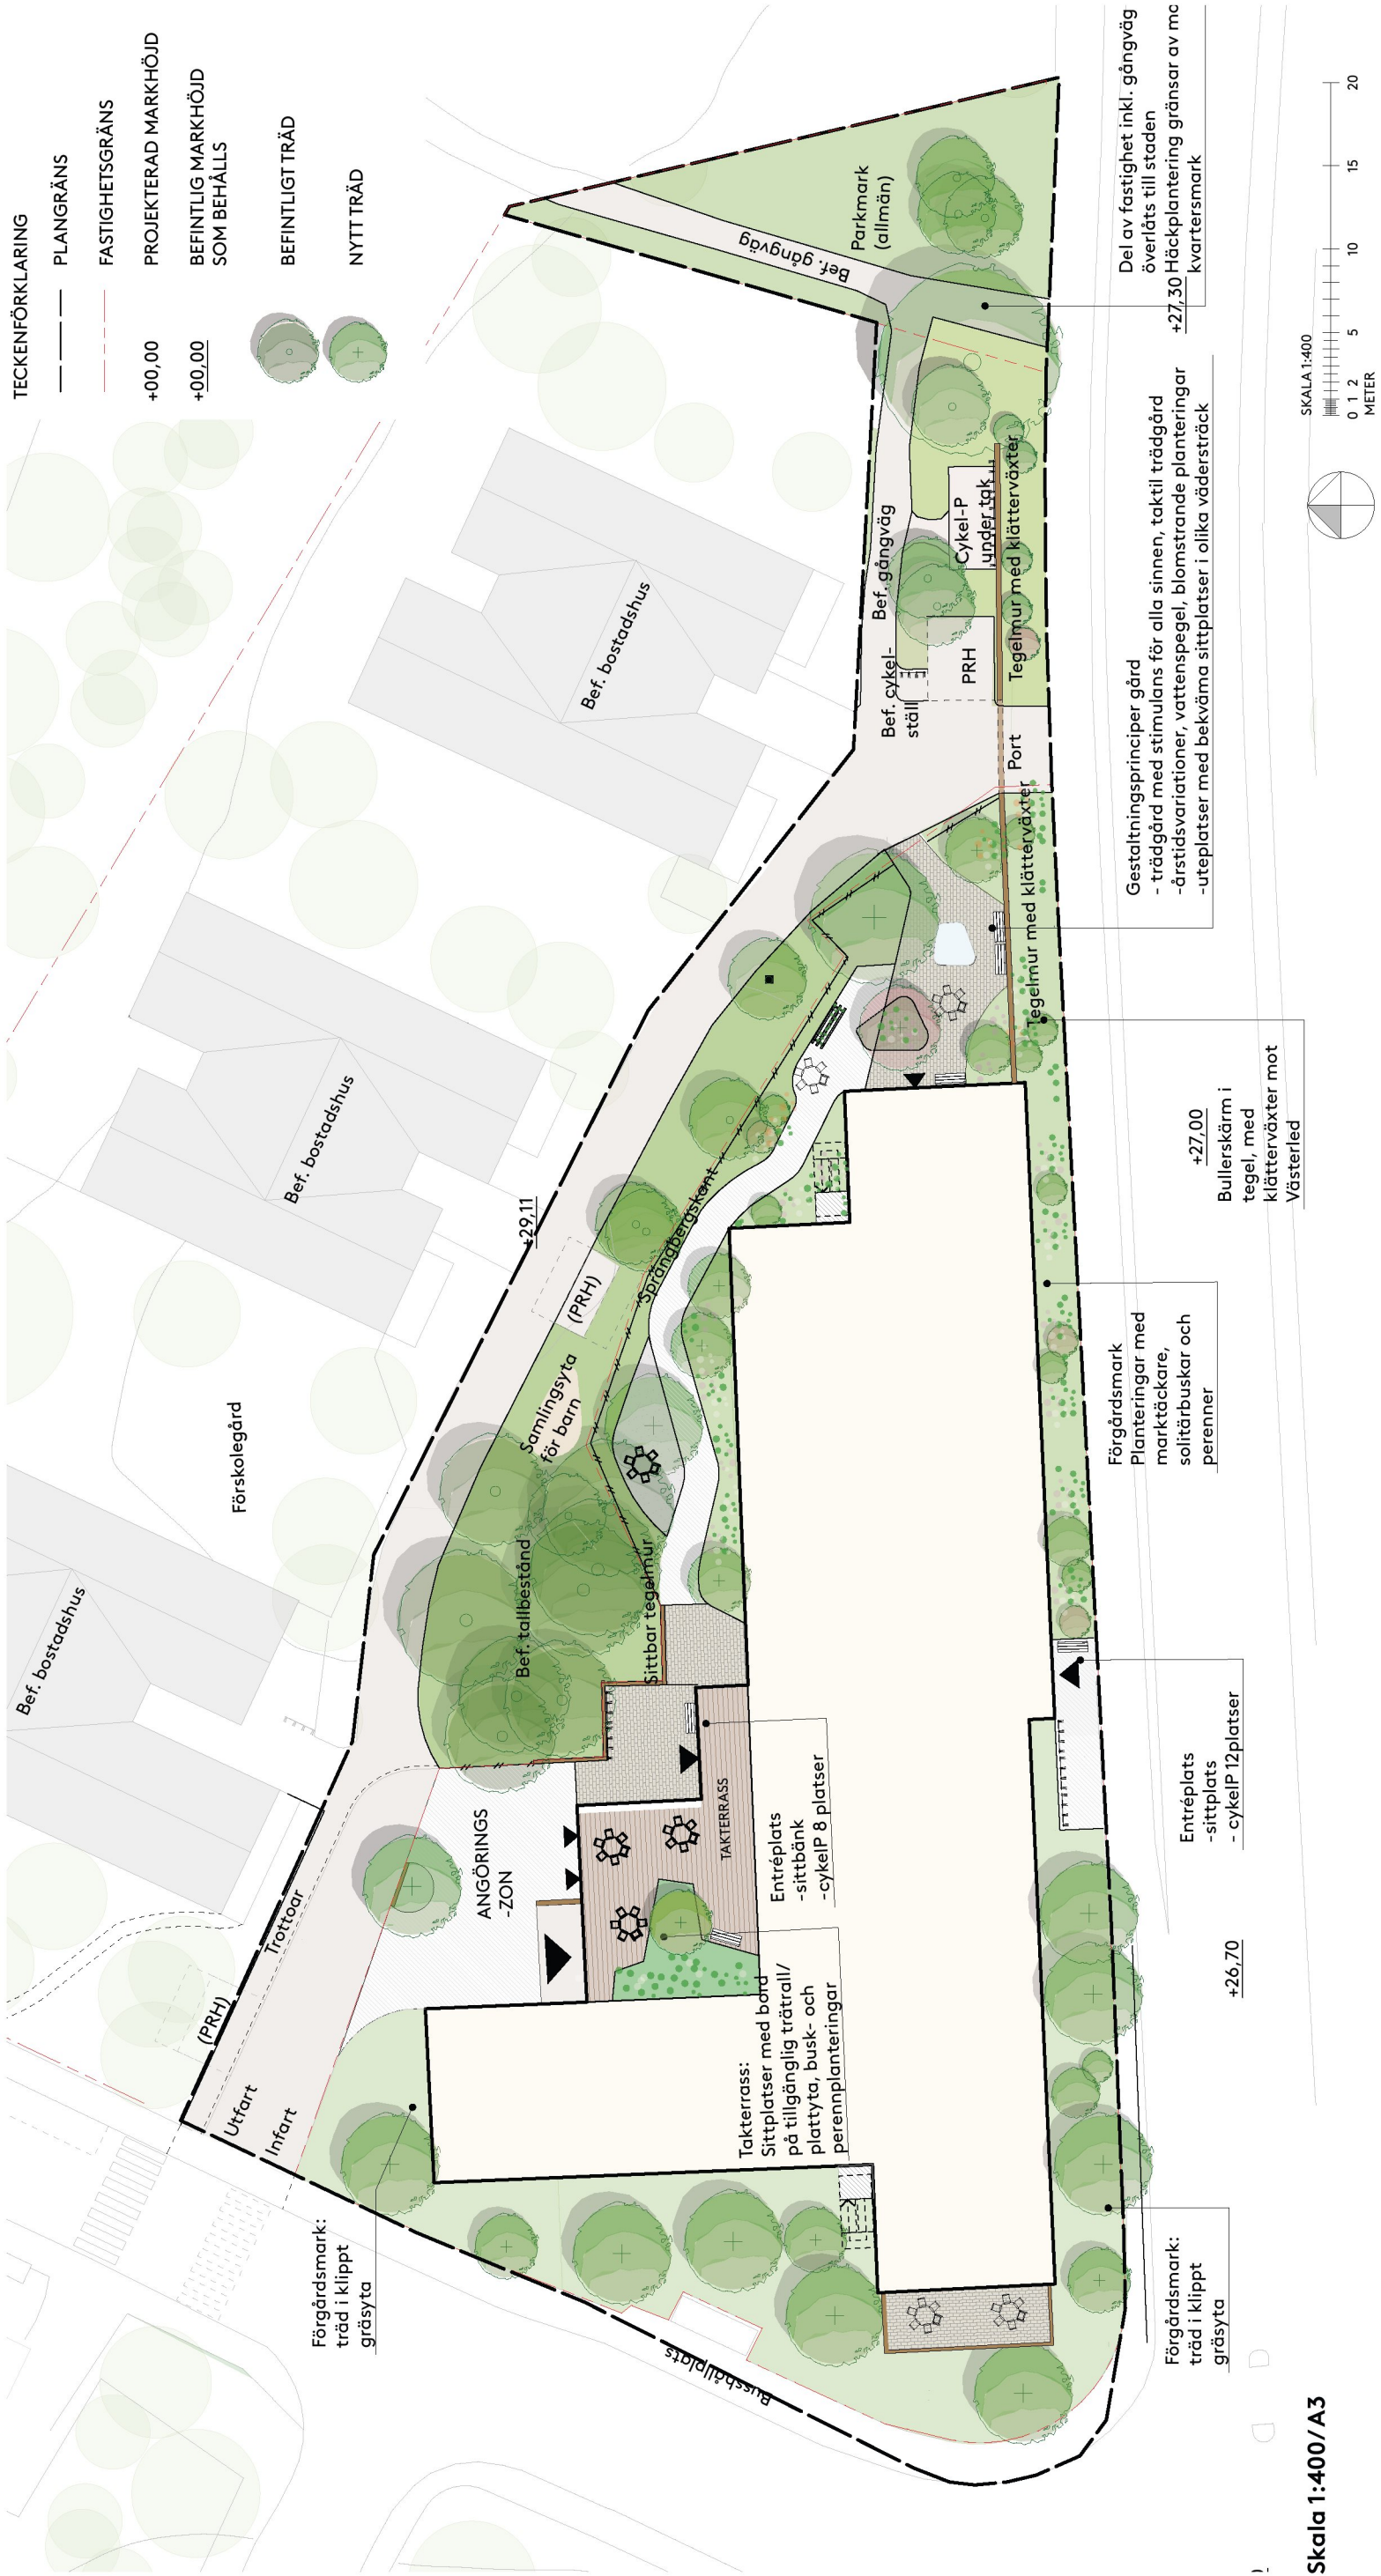 TECKENFÖRKLARING
PLANGRÄNS
FASTIGHETSGRÄNS
+00,00
PROJEKTERAD MARKHÖJD
+00,00
BEFINTLIG MARKHÖJD
SOM BEHÅLLS
BEFINTLIGT TRÄD
NYTT TRÄD
Bef. bostadshus
Förskolegård
Bef. bostadshus
Bef. bostadshus
(PRH)
Trottoar
Utfart
Infart
ANGÖRINGS
-ZON
Bef. tallbestånd
Sittbar tegelmur
Samlingsyta
för barn
(PRH)
+29,11
Sprängbergskant
Bef. cykel-
ställ
Bef. gångväg
PRH
Cykel-P
under tak
Bef. gångväg
Parkmark
(allmän)
Tegelmur med klätterväxter
Port
Tegelmur med klätterväxter
TAKTERRASS
Entréplats
-sittbänk
-cykelP 8 platser
Takterrass:
Sittplatser med bord
på tillgänglig trätrall/
plattyta, busk- och
perennplanteringar
Förgårdsmark:
träd i klippt
gräsyta
Busshållplats
Förgårdsmark:
träd i klippt
gräsyta
+26,70
Entréplats
-sittplats
- cykelP 12platser
Förgårdsmark
Planteringar med
marktäckare,
solitärbuskar och
perenner
+27,00
Bullerskärm i
tegel, med
klätterväxter mot
Västerled
Gestaltningsprinciper gård
- trädgård med stimulans för alla sinnen, taktil trädgård
-årstidsvariationer, vattenspegel, blomstrande planteringar
-uteplatser med bekväma sittplatser i olika vädersträck
Del av fastighet inkl. gångväg
överlåts till staden
+27,30
Häckplantering gränsar av mo
kvartersmark
SKALA 1:400
0 1 2 5 10 15 20
METER
Skala 1:400/A3